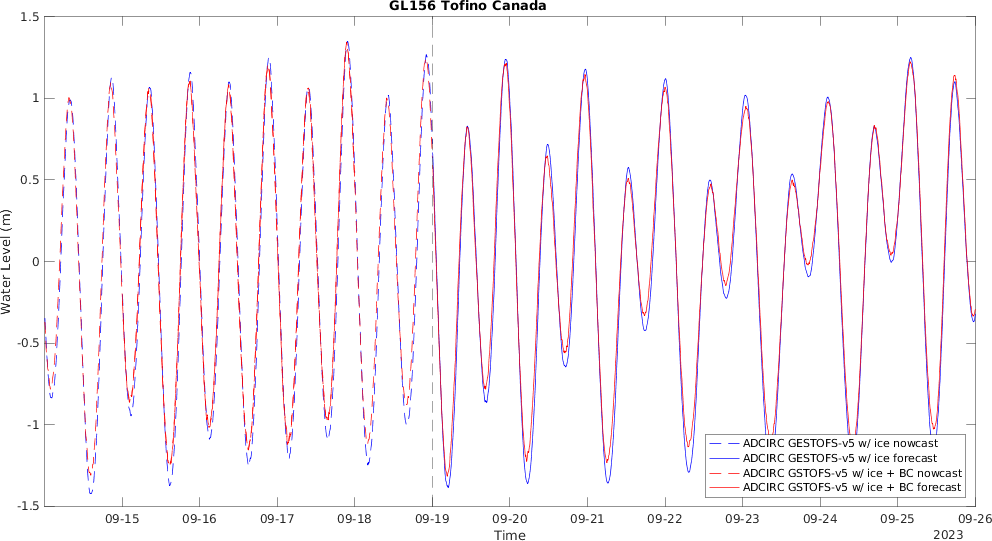 GL156 Tofino Canada
1.5
1
0.5
0
-0.5
-1
-1.5
Water Level (m)
09-15 09-16 09-17 09-18 09-19 09-20 09-21 09-22 09-23 09-24 09-25 09-26
Time
2023
ADCIRC GESTOFS-v5 w/ ice nowcast
ADCIRC GESTOFS-v5 w/ ice forecast
ADCIRC GSTOFS-v5 w/ ice + BC nowcast
ADCIRC GSTOFS-v5 w/ ice + BC forecast